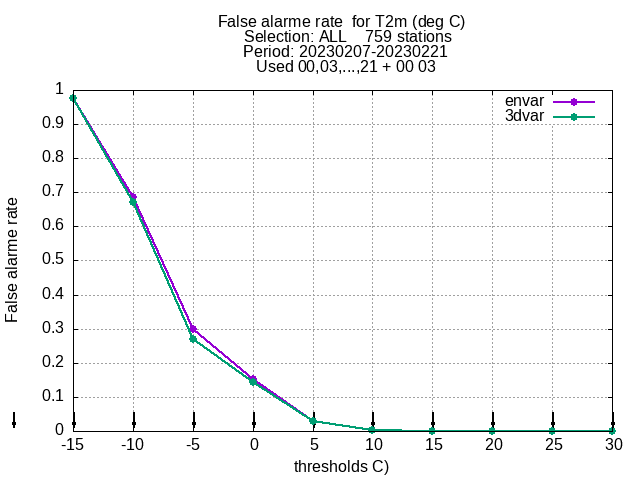 False alarme rate  for T2m (deg C)
Selection: ALL    759 stations
Period: 20230207-20230221
Used 00,03,...,21 + 00 03
envar
3dvar
1
0.9
0.8
0.7
0.6
0.5
0.4
0.3
0.2
0.1
0
False alarme rate
-15 -10 -5 0 5 10 15 20 25 30
thresholds C)